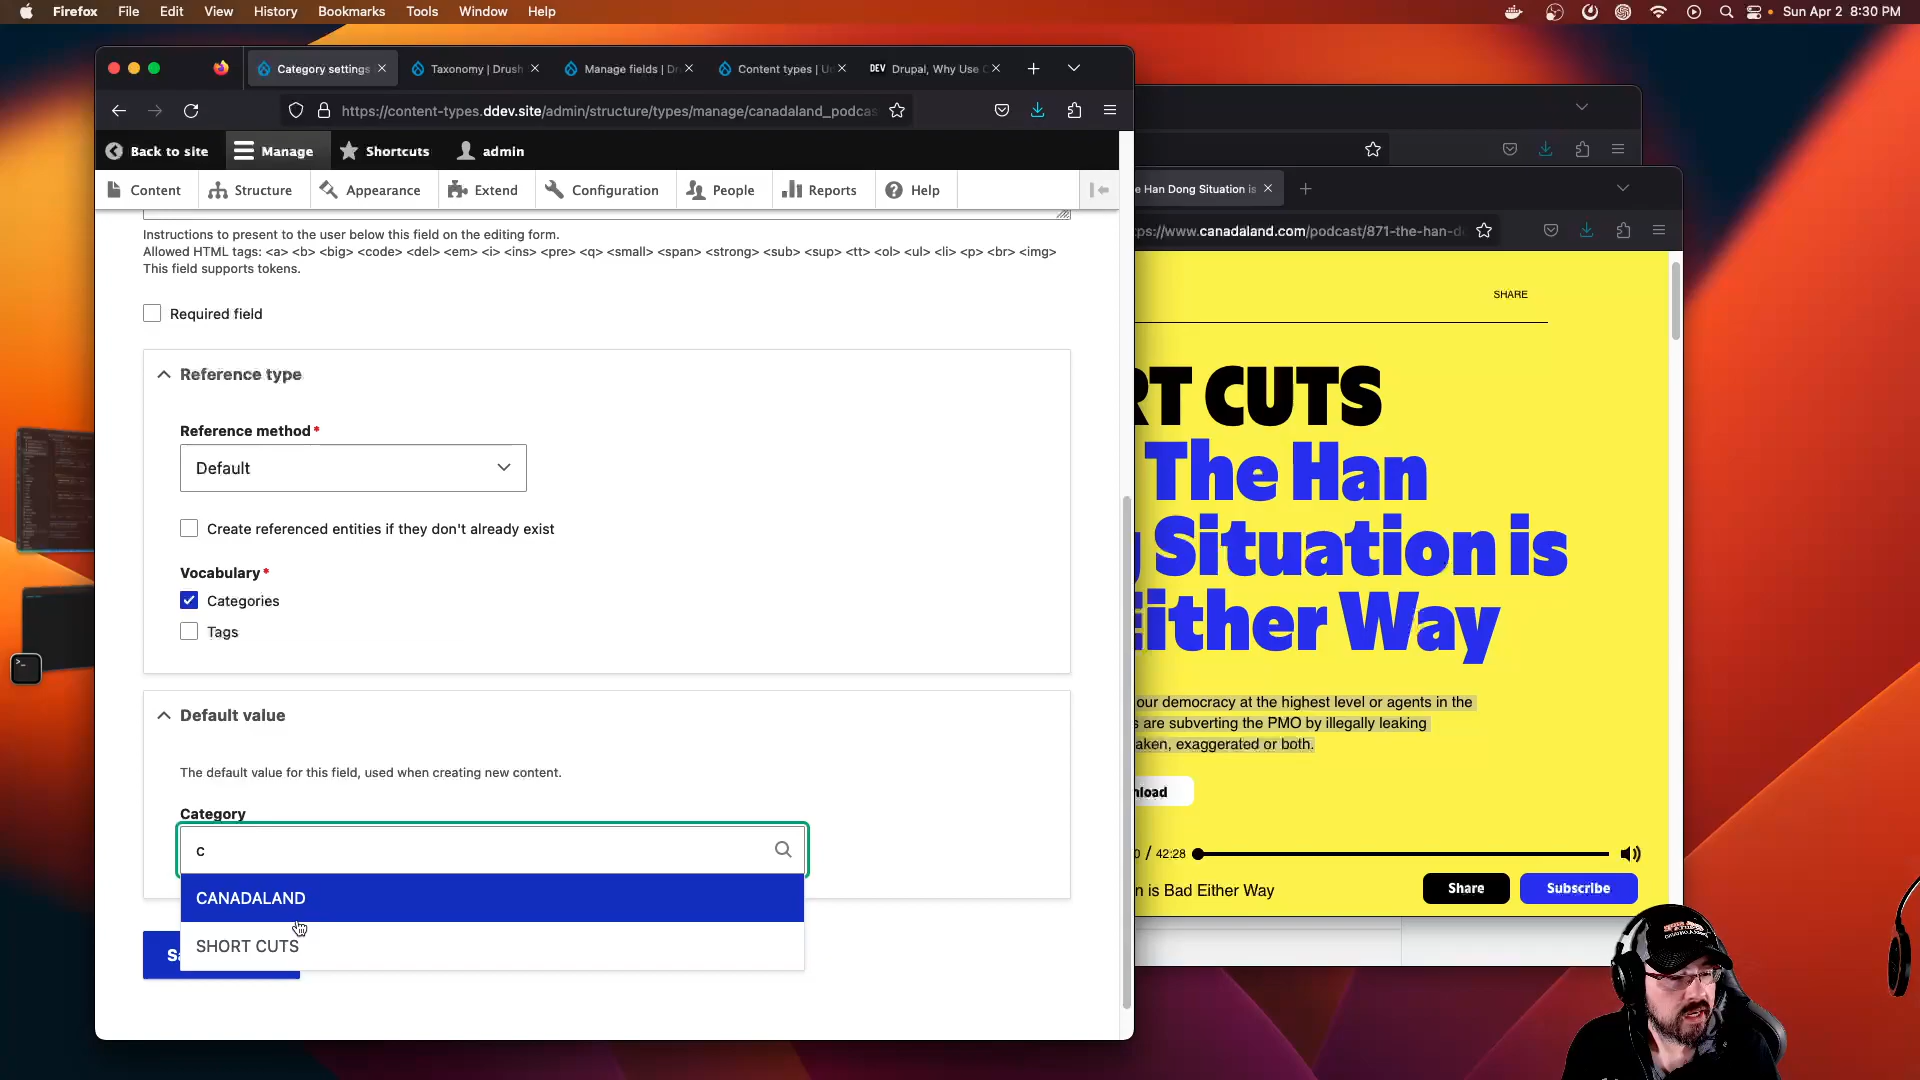 Firefox File Edit View History Bookmarks Tools Window Help Sun Apr 2 8:30 PM
Category settings Taxonomy | Drush Manage fields | Dr Content types | Ur DEV Drupal, Why Use
https://content-types.ddev.site/admin/structure/types/manage/canadaland_podcas
Back to site Manage Shortcuts admin
Content Structure Appearance Extend Configuration People Reports Help
Instructions to present to the user below this field on the editing form.
Allowed HTML tags: <a> <b> <big> <code> <del> <em> <i> <ins> <pre> <q> <small> <span> <strong> <sub> <sup> <tt> <ol> <ul> <li> <p> <br> <img>
This field supports tokens.
Required field
Reference type
Reference method*
Default
Create referenced entities if they don't already exist
Vocabulary*
Categories
Tags
Default value
The default value for this field, used when creating new content.
Category
c
CANADALAND
SHORT CUTS
Sa
e Han Dong Situation is
ps://www.canadaland.com/podcast/871-the-han-d
SHARE
RT CUTS
The Han
g Situation is
Either Way
our democracy at the highest level or agents in the
s are subverting the PMO by illegally leaking
aken, exaggerated or both.
nload
0 / 42:28
n is Bad Either Way
Share Subscribe